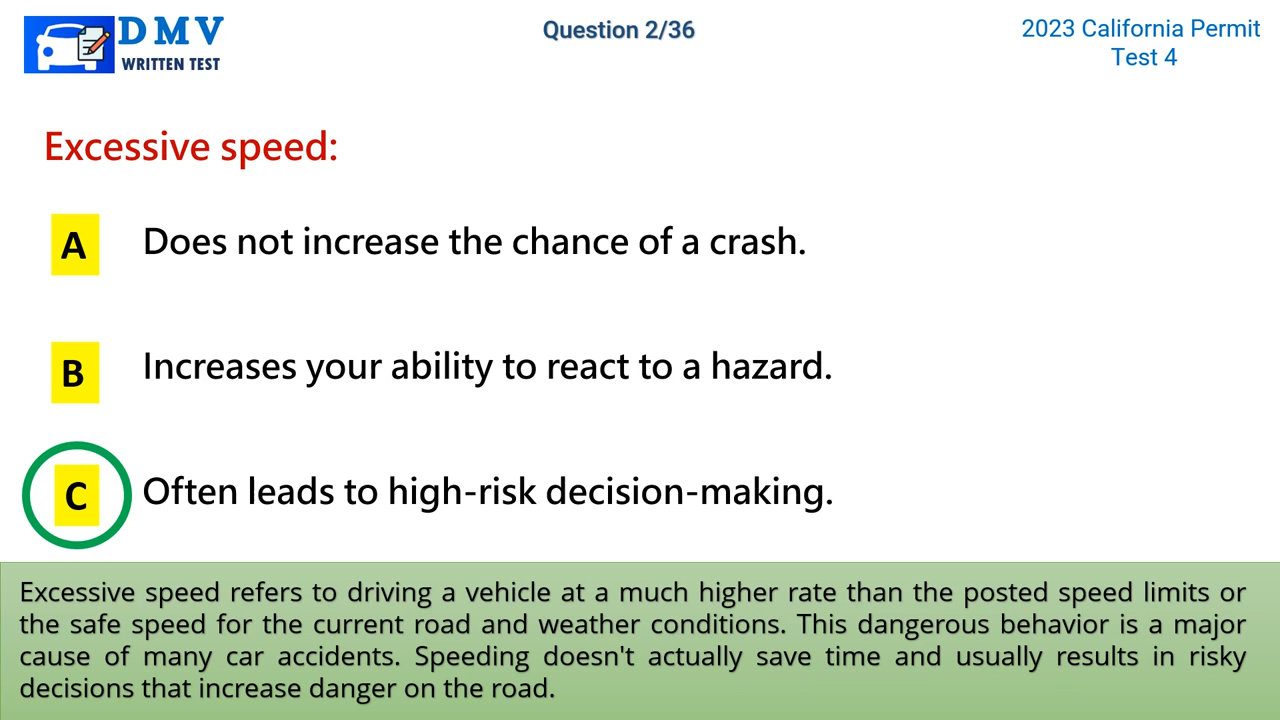 DMV
WRITTEN TEST
Question 2/36
2023 California Permit
Test 4
Excessive speed:
A Does not increase the chance of a crash.
B Increases your ability to react to a hazard.
C Often leads to high-risk decision-making.
Excessive speed refers to driving a vehicle at a much higher rate than the posted speed limits or
the safe speed for the current road and weather conditions. This dangerous behavior is a major
cause of many car accidents. Speeding doesn't actually save time and usually results in risky
decisions that increase danger on the road.